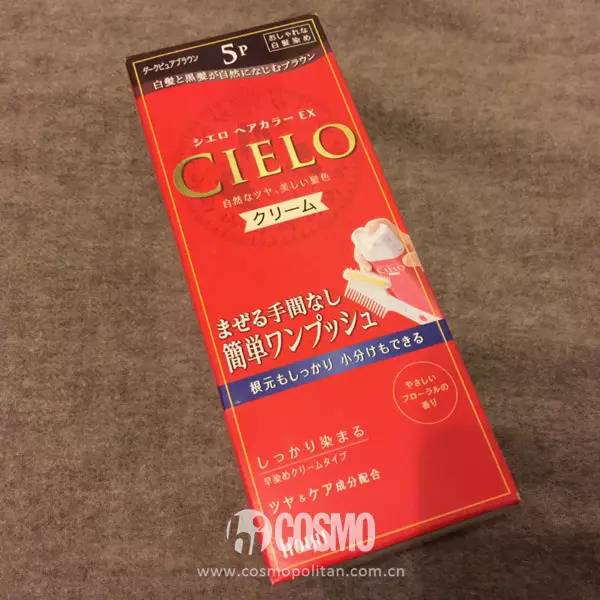 ダークピュアブラウン
5P
おしゃれな
白髪染め
白髪と黒髪が自然になじむブラウン
シエロ ヘアカラー EX
CIELO
自然なツヤ、美しい髪色
クリーム
CIELO
まぜる手間なし
簡単ワンプッシュ
根元もしっかり 小分けもできる
やさしい
フローラルの
香り
しっかり染まる
早染めクリームタイプ
ツヤ&ケア成分配合
COSMO
www.cosmopolitan.com.cn